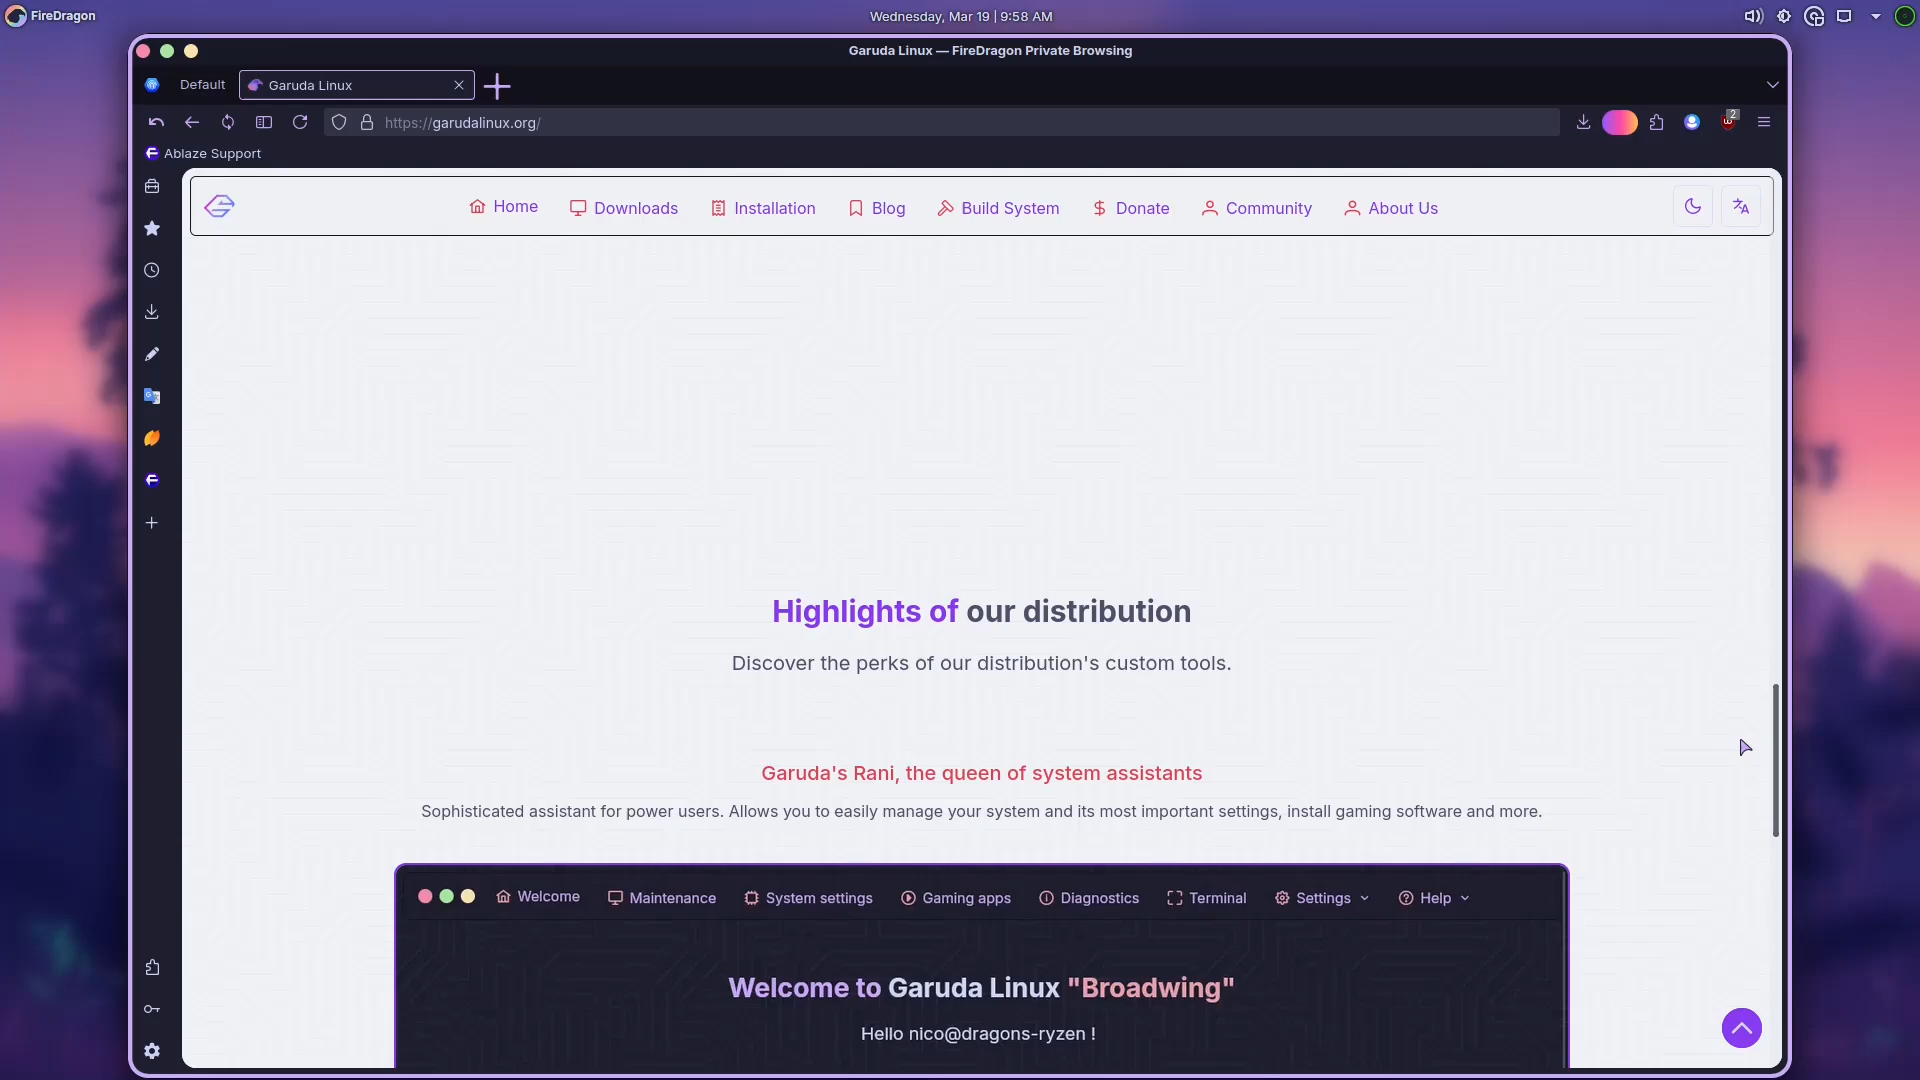 FireDragon
Wednesday, Mar 19 | 9:58 AM
Garuda Linux — FireDragon Private Browsing
Default
Garuda Linux
https://garudalinux.org/
2
Ablaze Support
Home
Downloads
Installation
Blog
Build System
Donate
Community
About Us
Highlights of our distribution
Discover the perks of our distribution's custom tools.
Garuda's Rani, the queen of system assistants
Sophisticated assistant for power users. Allows you to easily manage your system and its most important settings, install gaming software and more.
Welcome
Maintenance
System settings
Gaming apps
Diagnostics
Terminal
Settings
Help
Welcome to Garuda Linux "Broadwing"
Hello nico@dragons-ryzen !